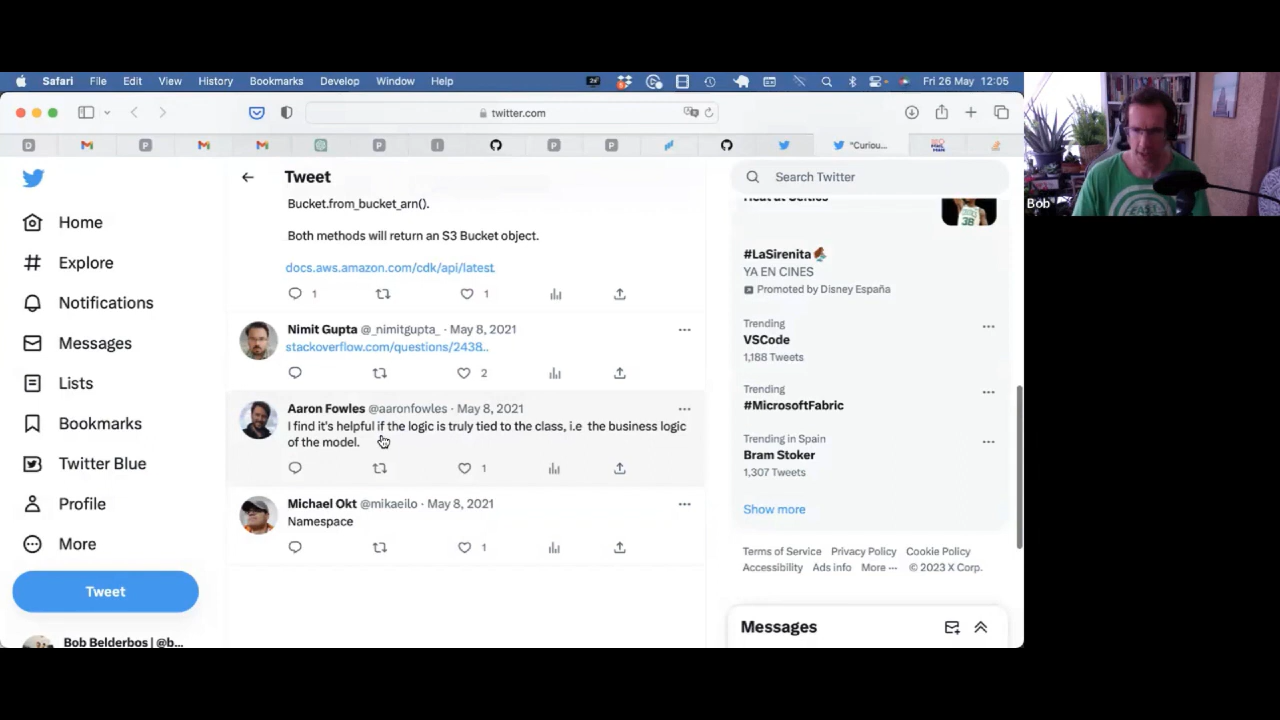 Safari File Edit View History Bookmarks Develop Window Help Fri 26 May 12:05
twitter.com
"Curiou...
Home
Explore
Notifications
Messages
Lists
Bookmarks
Twitter Blue
Profile
More
Tweet
Bob Belderbos | @b...
Tweet
Bucket.from_bucket_arn().
Both methods will return an S3 Bucket object.
docs.aws.amazon.com/cdk/api/latest
1 1
Nimit Gupta @_nimitgupta_ · May 8, 2021
stackoverflow.com/questions/2438..
2
Aaron Fowles @aaronfowles · May 8, 2021
I find it's helpful if the logic is truly tied to the class, i.e the business logic
of the model.
1
Michael Okt @mikaeilo · May 8, 2021
Namespace
1
Search Twitter
#LaSirenita
YA EN CINES
Promoted by Disney España
Trending
VSCode
1,188 Tweets
Trending
#MicrosoftFabric
Trending in Spain
Bram Stoker
1,307 Tweets
Show more
Terms of Service Privacy Policy Cookie Policy
Accessibility Ads info More ··· © 2023 X Corp.
Messages
Bob